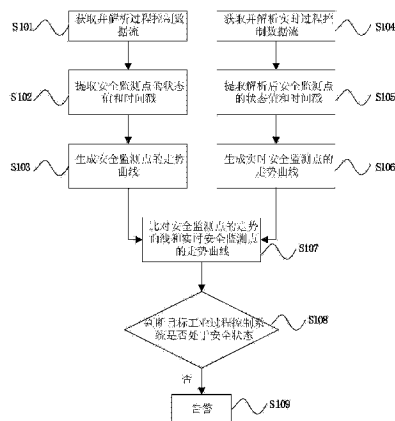 S101
获取并解析过程控制数
据流
获取并解析实时过程控
制数据流
S104
S102
提取安全监测点的状态
值和时间戳
提取解析后安全监测点
的状态值和时间戳
S105
S103
生成安全监测点的走势
曲线
生成实时安全监测点的
走势曲线
S106
比对安全监测点的走势
曲线和实时安全监测点
的走势曲线
S107
判断目标工业过程控制系
统是否处于安全状态
S108
否
告警
S109